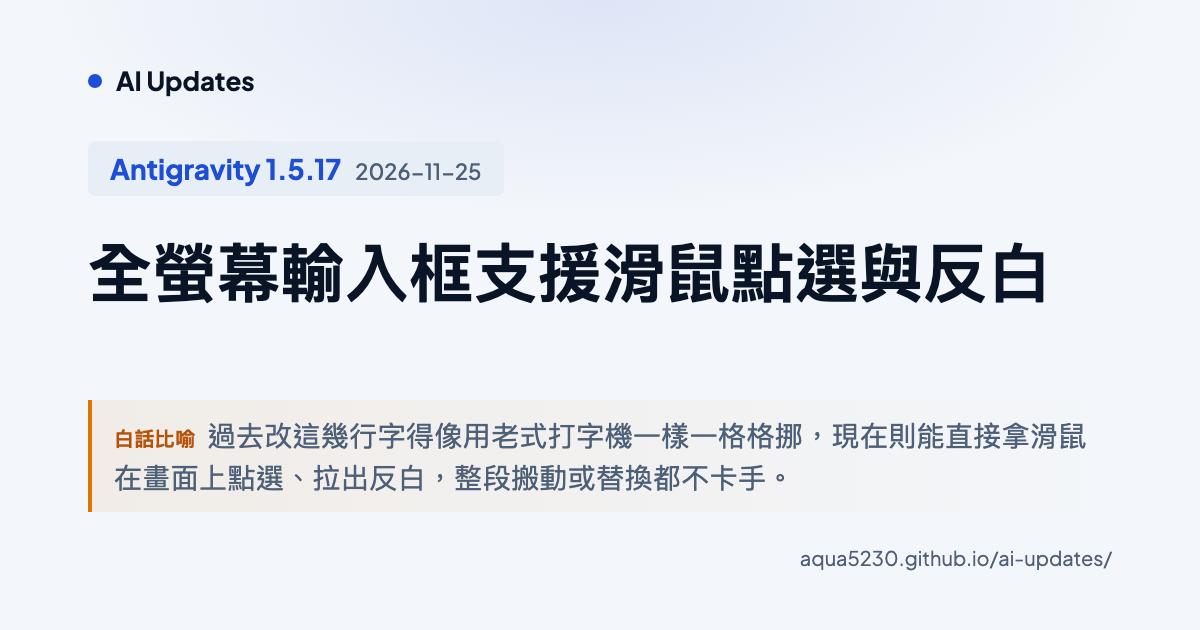 AI Updates
Antigravity 1.5.17 2026-11-25
全螢幕輸入框支援滑鼠點選與反白
白話比喻 過去改這幾行字得像用老式打字機一樣一格格挪，現在則能直接拿滑鼠
在畫面上點選、拉出反白，整段搬動或替換都不卡手。
aqua5230.github.io/ai-updates/